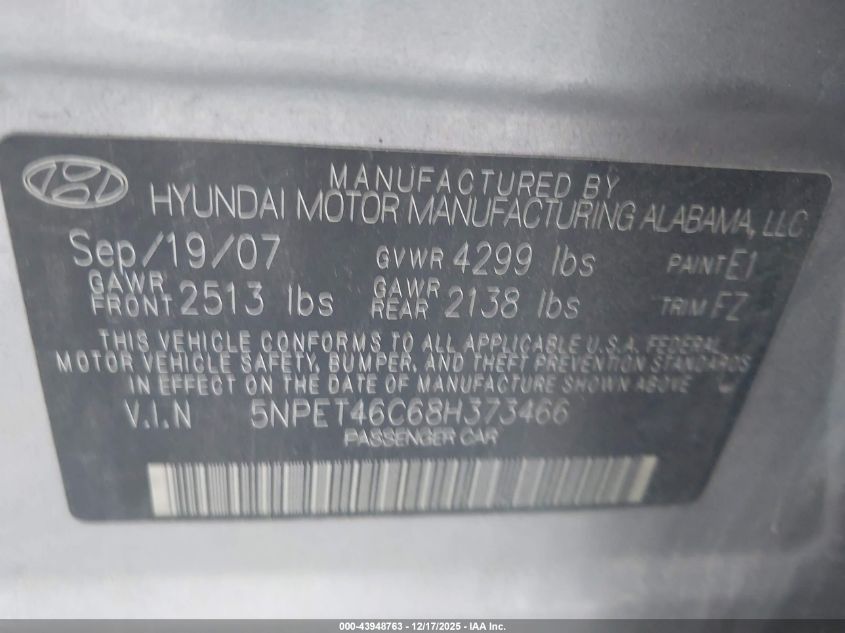 MANUFACTURED BY
HYUNDAI MOTOR MANUFACTURING ALABAMA, LLC
Sep/19/07 GVWR 4299 lbs PAINT E1
GAWR FRONT 2513 lbs GAWR REAR 2138 lbs TRIM FZ
THIS VEHICLE CONFORMS TO ALL APPLICABLE U.S.A. FEDERAL
MOTOR VEHICLE SAFETY, BUMPER, AND THEFT PREVENTION STANDARDS
IN EFFECT ON THE DATE OF MANUFACTURE SHOWN ABOVE
V.I.N 5NPET46C68H373466
PASSENGER CAR
000-43948763 - 12/17/2025 - IAA Inc.